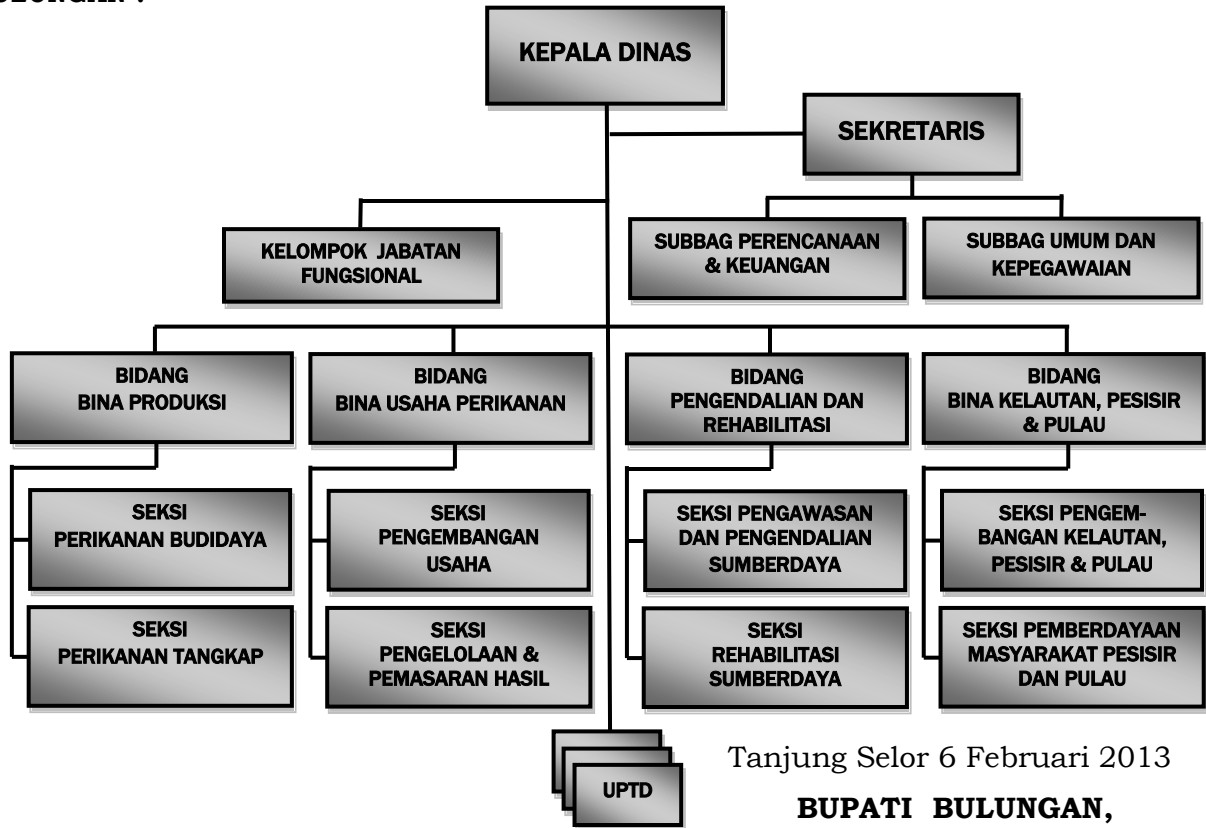 KEPALA DINAS
SEKRETARIS
KELOMPOK JABATAN
FUNGSIONAL
SUBBAG PERENCANAAN
& KEUANGAN
SUBBAG UMUM DAN
KEPEGAWAIAN
BIDANG
BINA PRODUKSI
BIDANG
BINA USAHA PERIKANAN
BIDANG
PENGENDALIAN DAN
REHABILITASI
BIDANG
BINA KELAUTAN, PESISIR
& PULAU
SEKSI
PERIKANAN BUDIDAYA
SEKSI
PENGEMBANGAN
USAHA
SEKSI PENGAWASAN
DAN PENGENDALIAN
SUMBERDAYA
SEKSI PENGEM-
BANGAN KELAUTAN,
PESISIR & PULAU
SEKSI
PERIKANAN TANGKAP
SEKSI
PENGELOLAAN &
PEMASARAN HASIL
SEKSI
REHABILITASI
SUMBERDAYA
SEKSI PEMBERDAYAAN
MASYARAKAT PESISIR
DAN PULAU
UPTD
Tanjung Selor 6 Februari 2013
BUPATI BULUNGAN,